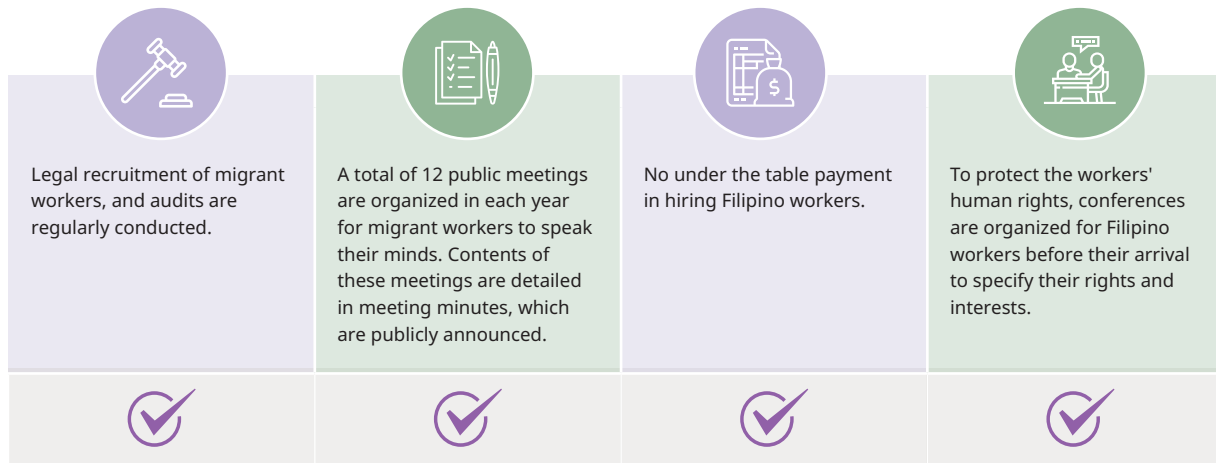 Legal recruitment of migrant
workers, and audits are
regularly conducted.
A total of 12 public meetings
are organized in each year
for migrant workers to speak
their minds. Contents of
these meetings are detailed
in meeting minutes, which
are publicly announced.
No under the table payment
in hiring Filipino workers.
To protect the workers'
human rights, conferences
are organized for Filipino
workers before their arrival
to specify their rights and
interests.